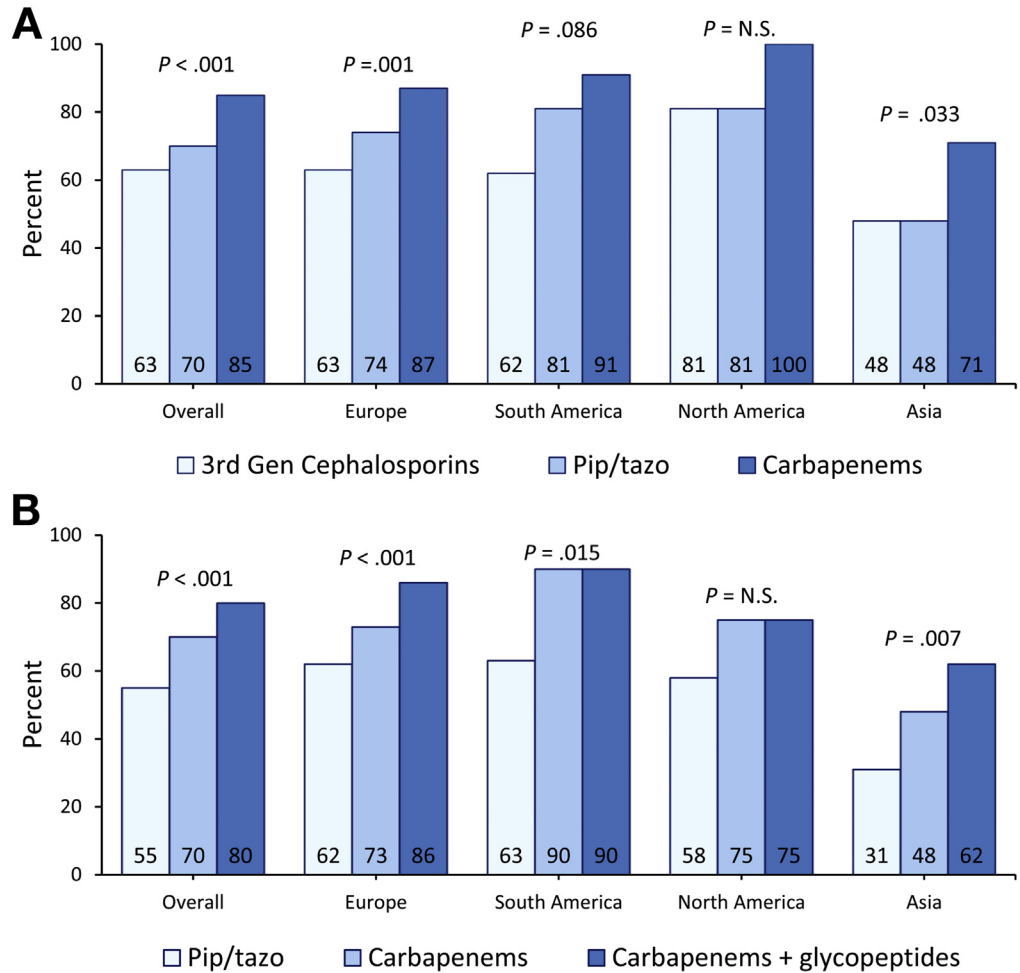 A
P < .001
P =.001
P = .086
P = N.S.
P = .033
Percent
100
80
60
40
20
0
63 70 85
63 74 87
62 81 91
81 81 100
48 48 71
Overall
Europe
South America
North America
Asia
3rd Gen Cephalosporins
Pip/tazo
Carbapenems
B
P < .001
P < .001
P = .015
P = N.S.
P = .007
Percent
100
80
60
40
20
0
55 70 80
62 73 86
63 90 90
58 75 75
31 48 62
Overall
Europe
South America
North America
Asia
Pip/tazo
Carbapenems
Carbapenems + glycopeptides